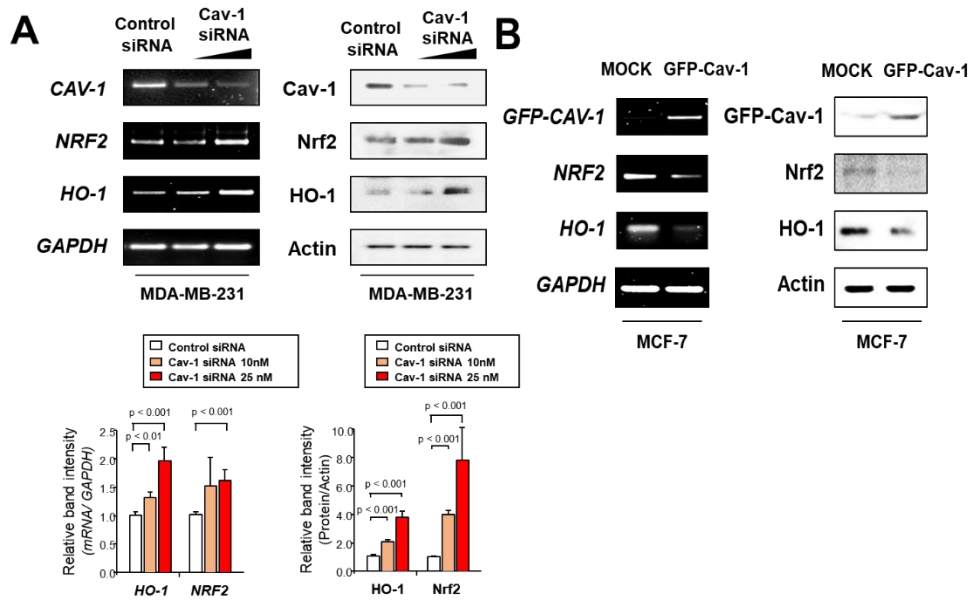 A
Control
siRNA
Cav-1
siRNA
CAV-1
NRF2
HO-1
GAPDH
MDA-MB-231
Control
siRNA
Cav-1
siRNA
Cav-1
Nrf2
HO-1
Actin
MDA-MB-231
B
MOCK GFP-Cav-1
GFP-CAV-1
NRF2
HO-1
GAPDH
MCF-7
MOCK GFP-Cav-1
GFP-Cav-1
Nrf2
HO-1
Actin
MCF-7
Control siRNA
Cav-1 siRNA 10nM
Cav-1 siRNA 25 nM
Relative band intensity
(mRNA/ GAPDH)
2.5
2.0
1.5
1.0
0.5
0.0
p < 0.001
p < 0.01
p < 0.001
HO-1 NRF2
Control siRNA
Cav-1 siRNA 10nM
Cav-1 siRNA 25 nM
Relative band intensity
(Protein/Actin)
10.0
8.0
6.0
4.0
2.0
0.0
p < 0.001
p < 0.001
p < 0.001
p < 0.001
HO-1 Nrf2